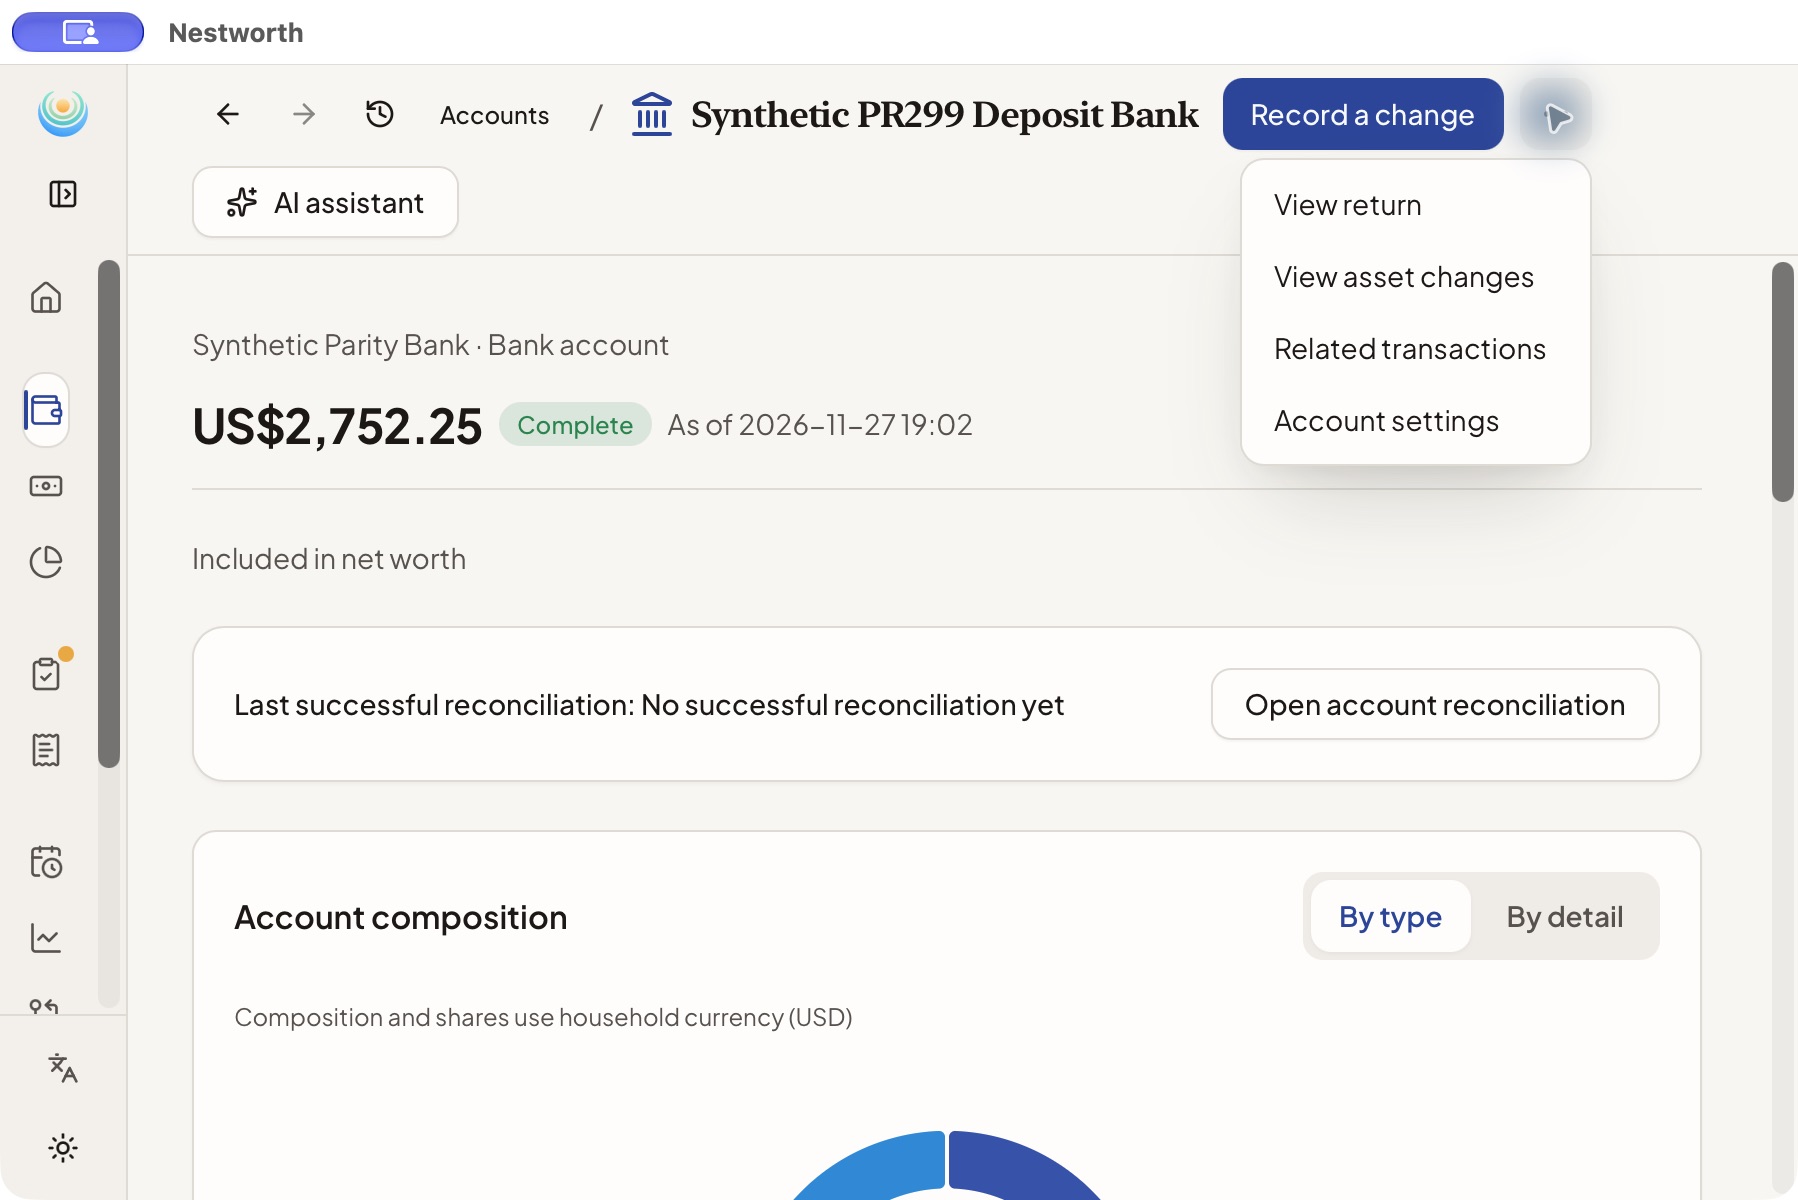 Nestworth
Accounts / Synthetic PR299 Deposit Bank
Record a change
AI assistant
View return
View asset changes
Related transactions
Account settings
Synthetic Parity Bank · Bank account
US$2,752.25 Complete As of 2026-11-27 19:02
Included in net worth
Last successful reconciliation: No successful reconciliation yet
Open account reconciliation
Account composition
By type By detail
Composition and shares use household currency (USD)